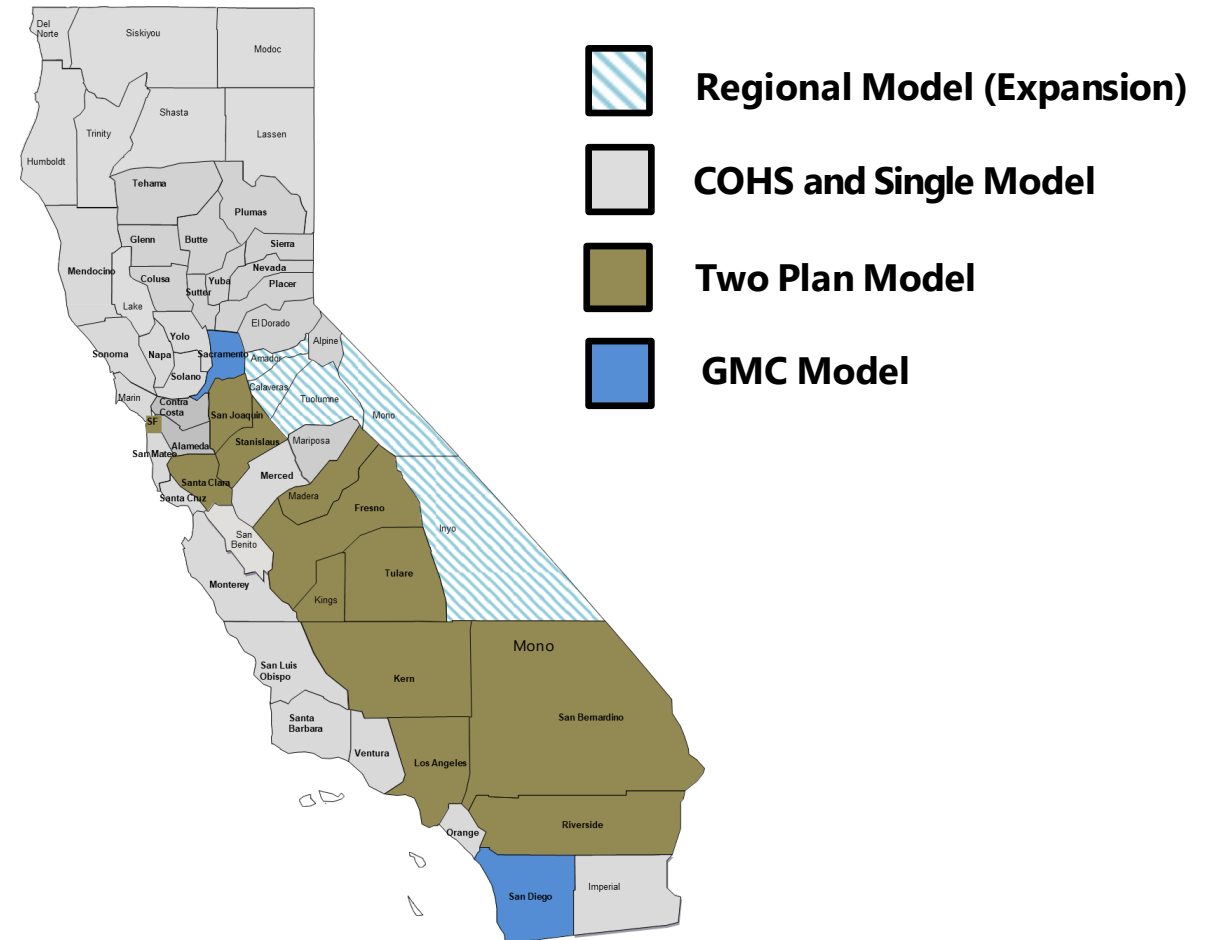 Del
Norte
Siskiyou
Modoc
Regional Model (Expansion)
Shasta
Trinity
Lassen
Humboldt
COHS and Single Model
Tehama
Plumas
Glenn
Butte
Sierra
Mendocino
Nevada
Colusa
Yuba
Placer
Sutter
Two Plan Model
Lake
El Dorado
Yolo
Alpine
Sonoma
Napa
Sacramento
Amador
Solano
GMC Model
Calaveras
Marin
Tuolumne
Contra
Costa
San Joaquin
Mono
SF
Alameda
Stanislaus
Mariposa
San Mateo
Merced
Santa Clara
Santa Cruz
Madera
Fresno
Inyo
San
Benito
Tulare
Monterey
Kings
Mono
San Luis
Obispo
Kern
Santa
Barbara
San Bernardino
Ventura
Los Angeles
Orange
Riverside
San Diego
Imperial